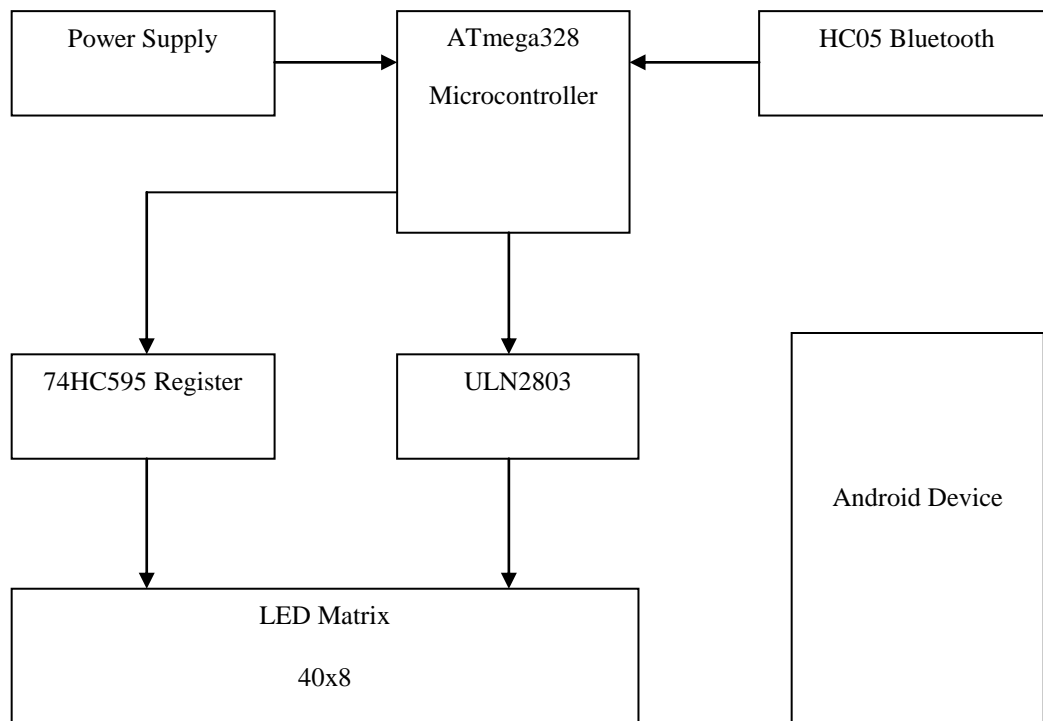 Power Supply
ATmega328
Microcontroller
HC05 Bluetooth
74HC595 Register
ULN2803
Android Device
LED Matrix
40x8